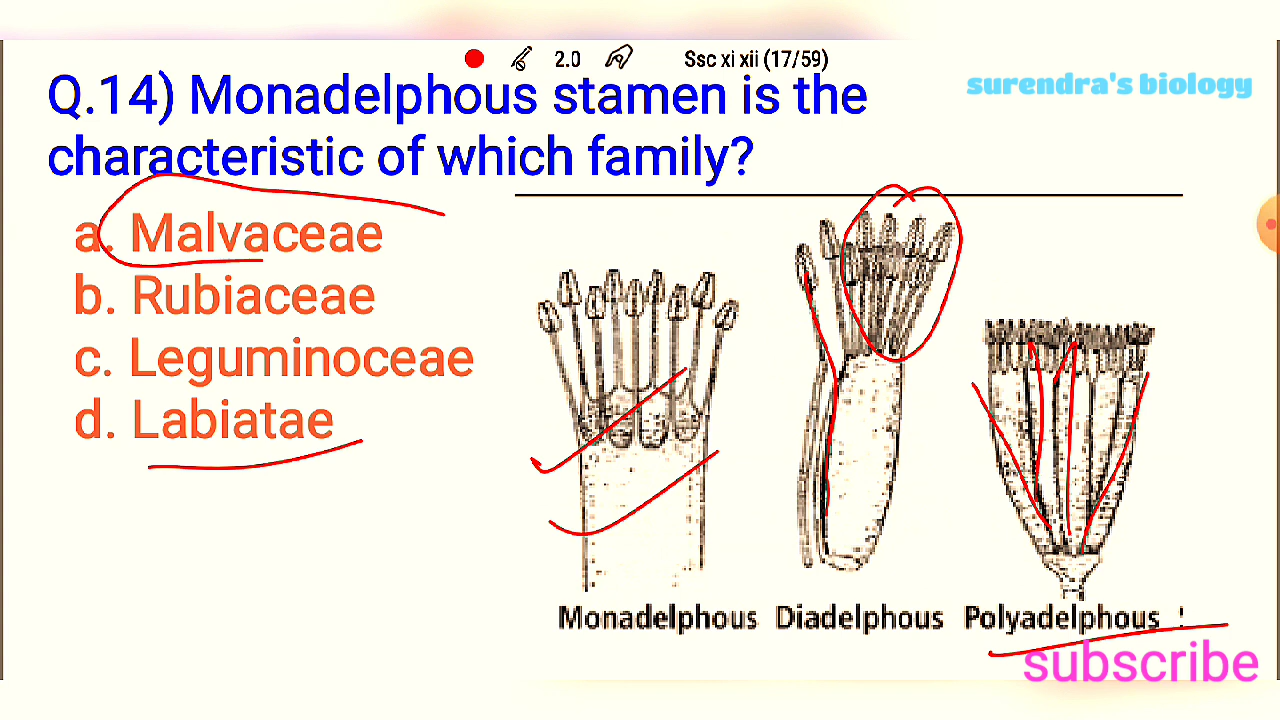 2.0 Ssc xi xii (17/59)
Q.14) Monadelphous stamen is the
surendra's biology
characteristic of which family?
a. Malvaceae
b. Rubiaceae
c. Leguminoceae
d. Labiatae
Monadelphous Diadelphous Polyadelphous
subscribe